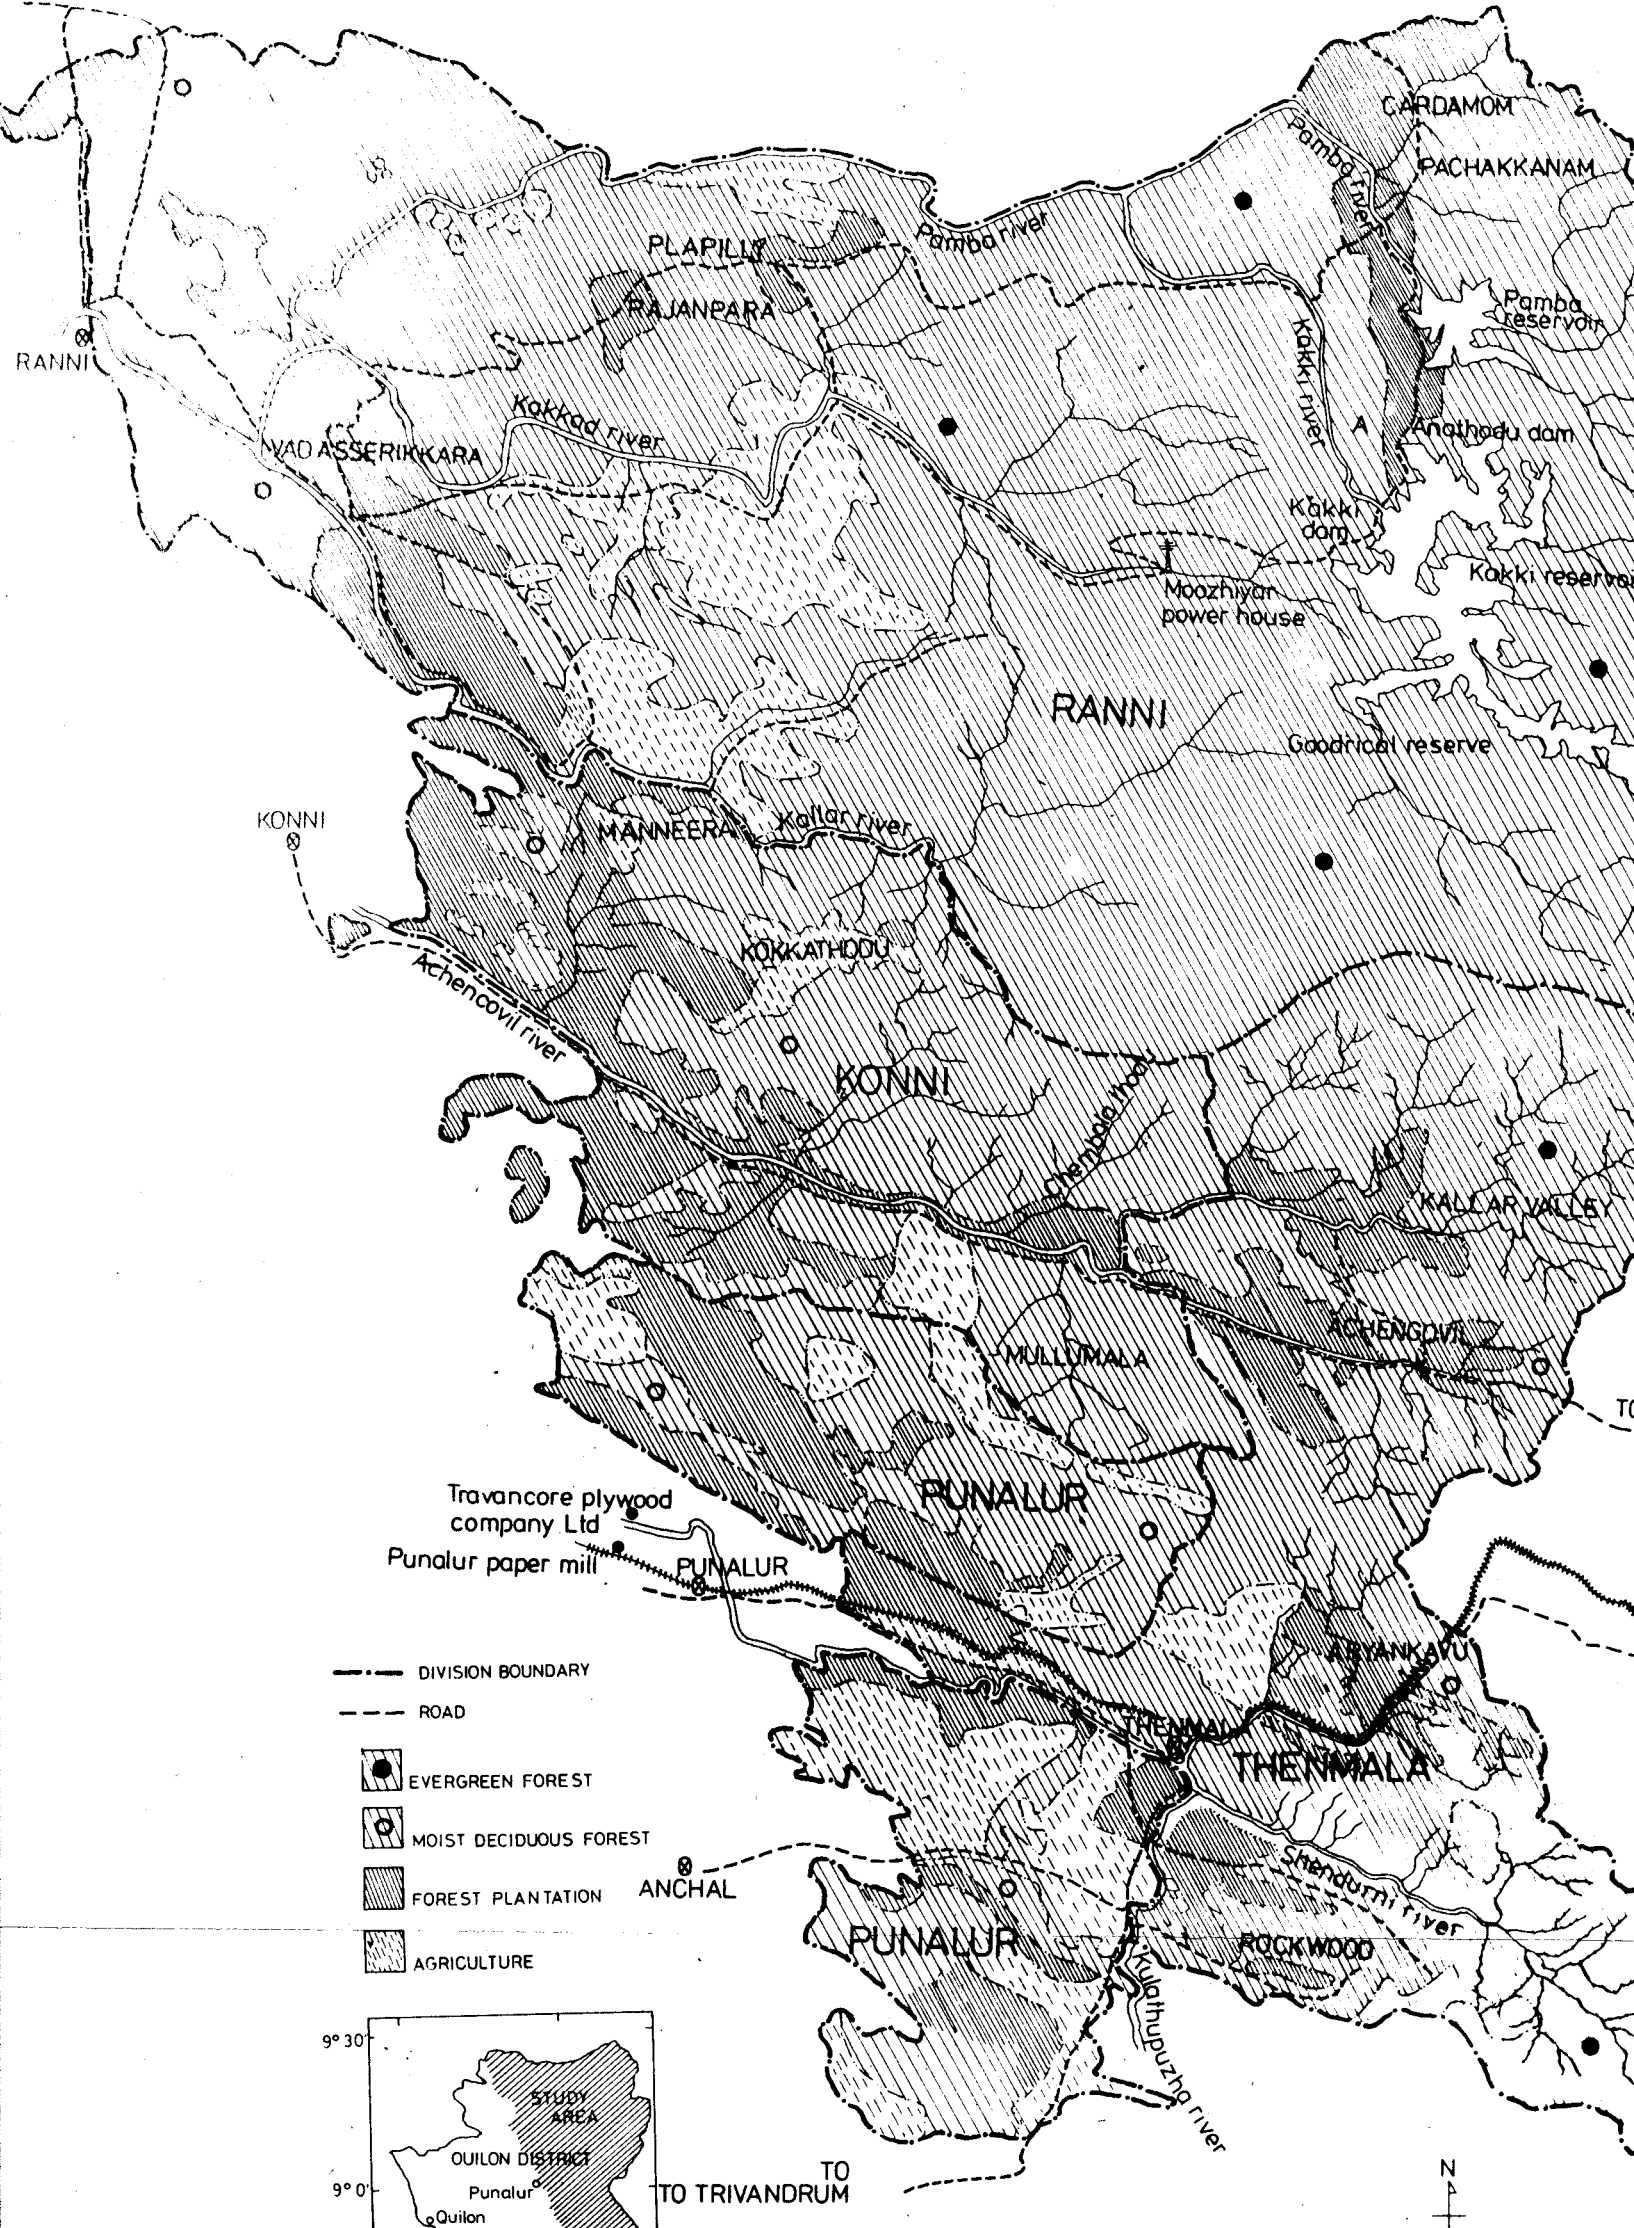 CARDAMOM
Pamba river
PACHAKKANAM
PLAPILLY
Pamba river
RAJANPARA
Pamba
reservoir
RANNI
Kakki river
Kakkad river
A
Anathodu dam
VADASSERIKKARA
Kakki
dam
Kakki reservoi
Moozhiyar
power house
RANNI
Goodrical reserve
KONNI
MANNEERA
Kallar river
KOKKATHODU
Achencovil river
KONNI
Chembala thodu
KALLAR VALLEY
ACHENCOVIL
MULLUMALA
TO
PUNALUR
Travancore plywood
company Ltd
Punalur paper mill
PUNALUR
ARYANKAVU
DIVISION BOUNDARY
ROAD
THENMALA
THENMALA
EVERGREEN FOREST
MOIST DECIDUOUS FOREST
Shendurni river
FOREST PLANTATION
ANCHAL
PUNALUR
ROCKWOOD
AGRICULTURE
Kulathupuzha river
9° 30'
STUDY
AREA
QUILON DISTRICT
Punalur
9° 0'
Quilon
TO
TO TRIVANDRUM
N